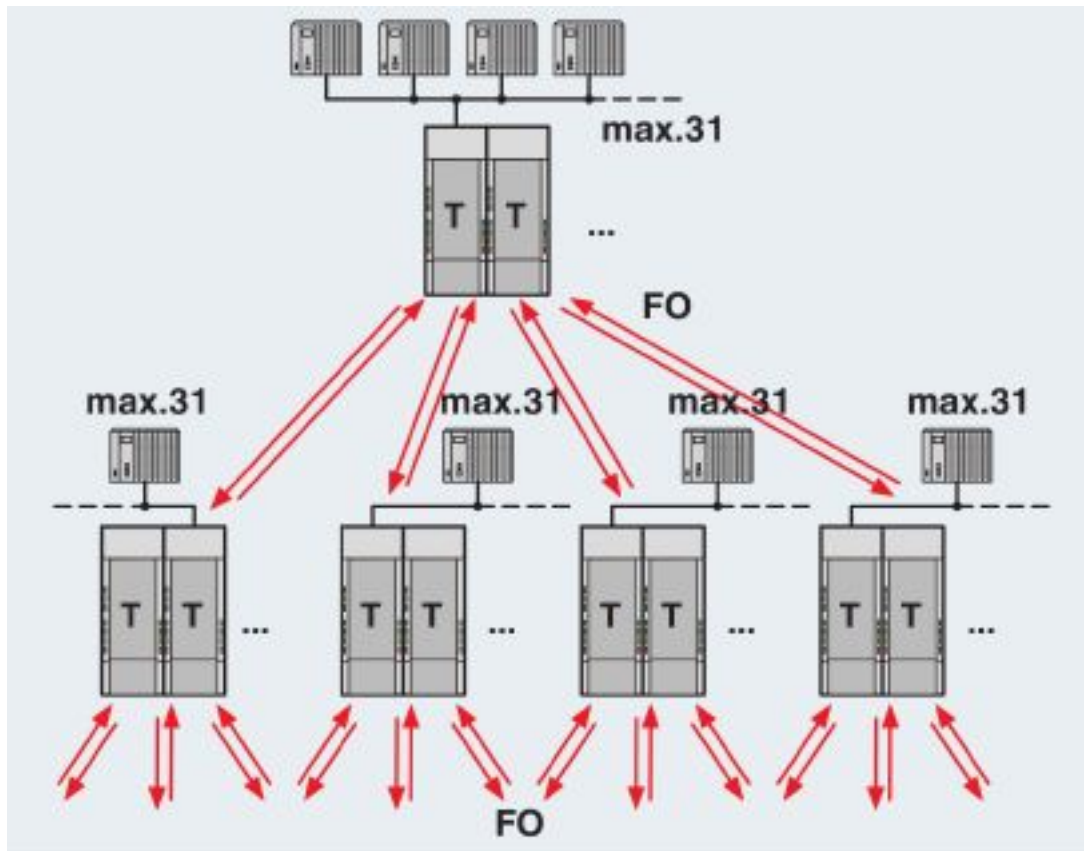 max.31
T T ...
FO
max.31 max.31 max.31 max.31
T T ... T T ... T T ... T T ...
FO